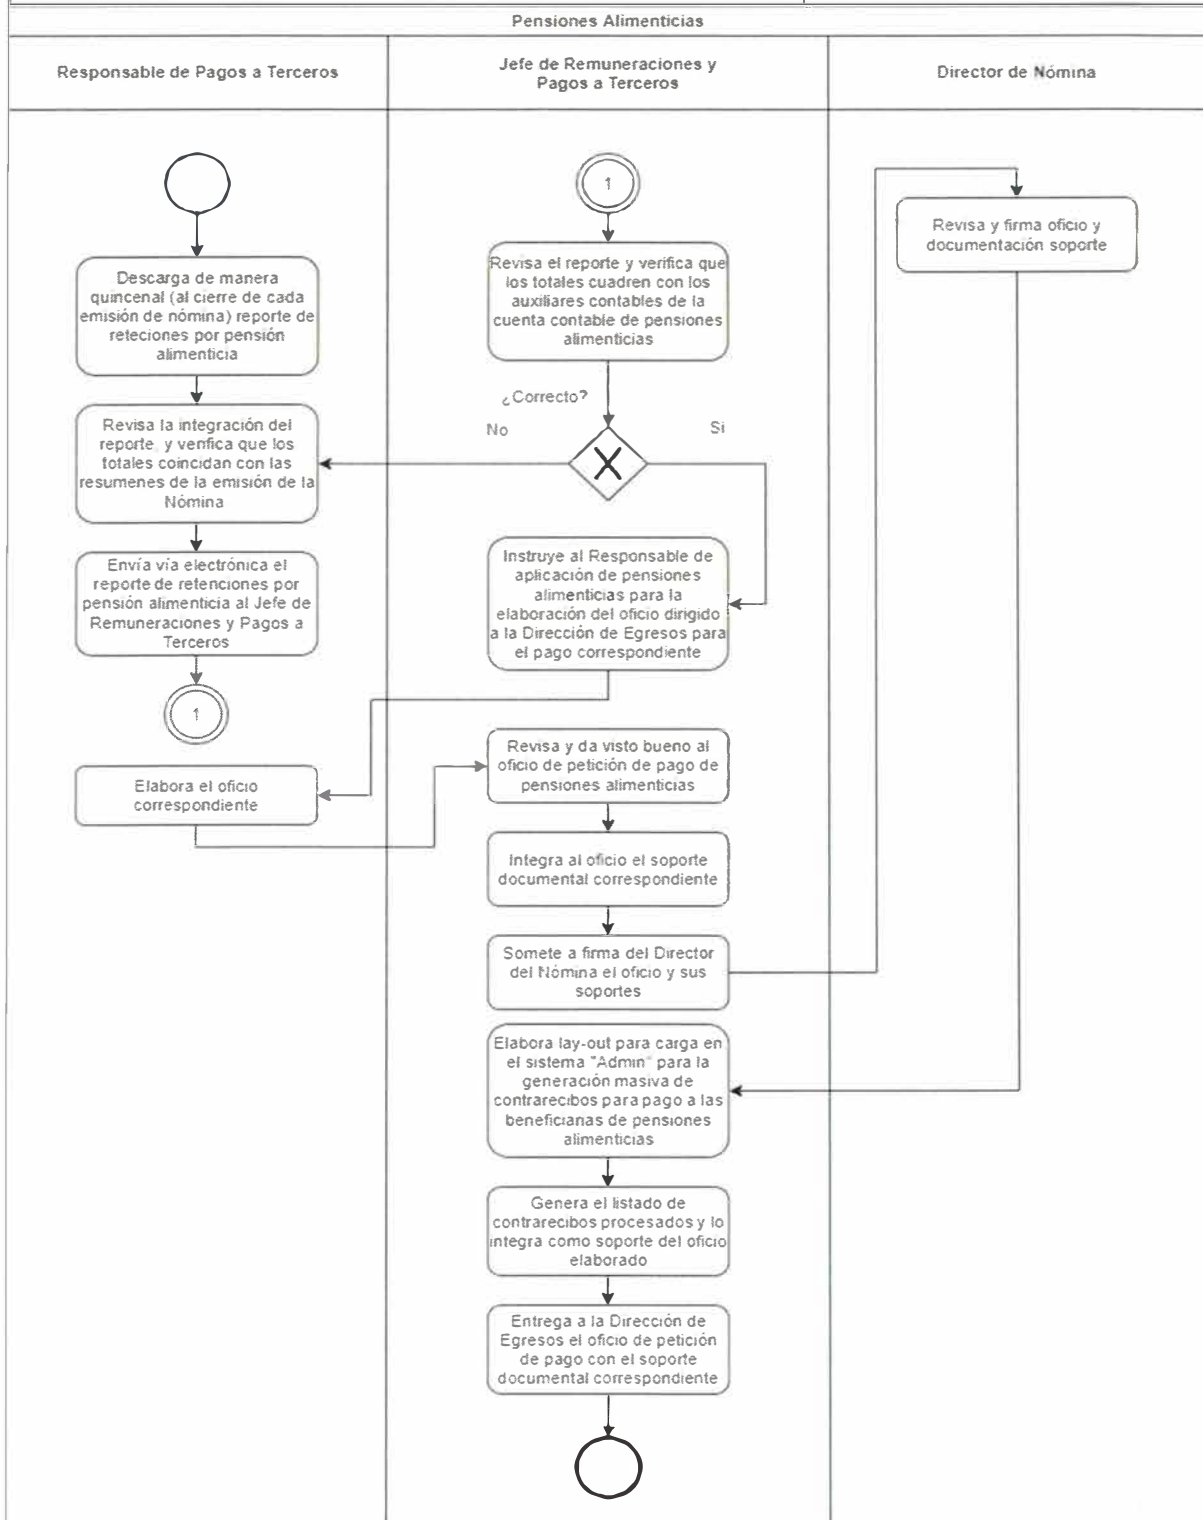 Pensiones Alimenticias
Responsable de Pagos a Terceros
Jefe de Remuneraciones y
Pagos a Terceros
Director de Nómina
Descarga de manera
quincenal (al cierre de cada
emisión de nómina) reporte de
reteciones por pensión
alimenticia
Revisa la integración del
reporte, y verifica que los
totales coincidan con las
resumenes de la emisión de la
Nómina
Envía vía electrónica el
reporte de retenciones por
pensión alimenticia al Jefe de
Remuneraciones y Pagos a
Terceros
1
Elabora el oficio
correspondiente
1
Revisa el reporte y verifica que
los totales cuadren con los
auxiliares contables de la
cuenta contable de pensiones
alimenticias
¿Correcto?
No
Si
Instruye al Responsable de
aplicación de pensiones
alimenticias para la
elaboración del oficio dirigido
a la Dirección de Egresos para
el pago correspondiente
Revisa y da visto bueno al
oficio de petición de pago de
pensiones alimenticias
Integra al oficio el soporte
documental correspondiente
Somete a firma del Director
del Nómina el oficio y sus
soportes
Elabora lay-out para carga en
el sistema "Admin" para la
generación masiva de
contrarecibos para pago a las
beneficiarias de pensiones
alimenticias
Genera el listado de
contrarecibos procesados y lo
integra como soporte del oficio
elaborado
Entrega a la Dirección de
Egresos el oficio de petición
de pago con el soporte
documental correspondiente
Revisa y firma oficio y
documentación soporte